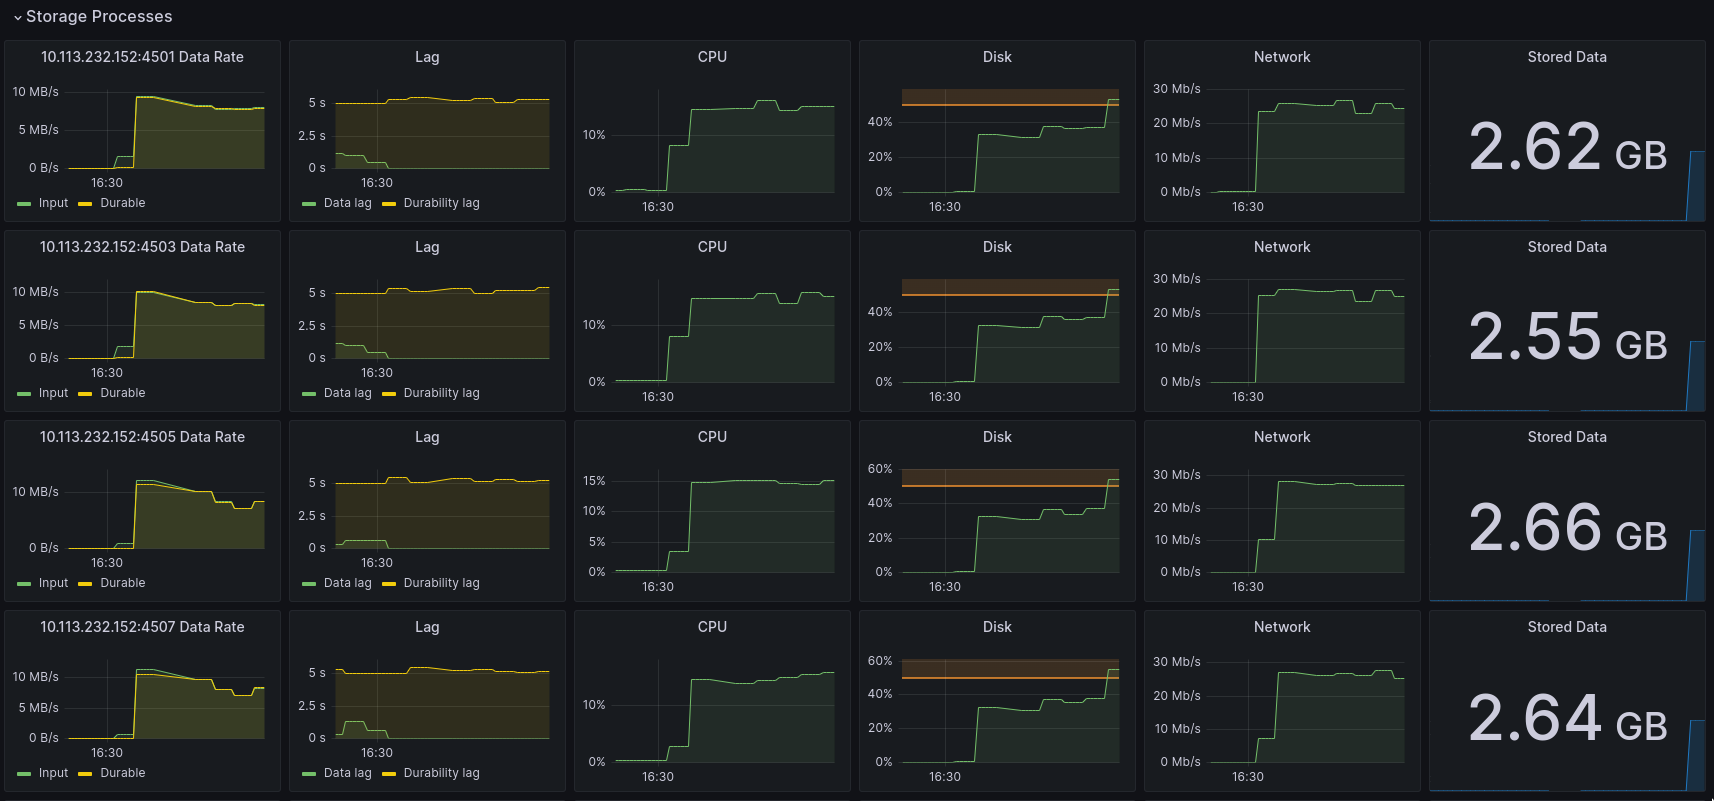 Storage Processes
10.113.232.152:4501 Data Rate
10 MB/s
5 MB/s
0 B/s
16:30
Input Durable
Lag
5 s
2.5 s
0 s
16:30
Data lag Durability lag
CPU
10%
0%
16:30
Disk
40%
20%
0%
16:30
Network
30 Mb/s
20 Mb/s
10 Mb/s
0 Mb/s
16:30
Stored Data
2.62 GB
10.113.232.152:4503 Data Rate
10 MB/s
5 MB/s
0 B/s
16:30
Input Durable
Lag
5 s
2.5 s
0 s
16:30
Data lag Durability lag
CPU
10%
0%
16:30
Disk
40%
20%
0%
16:30
Network
30 Mb/s
20 Mb/s
10 Mb/s
0 Mb/s
16:30
Stored Data
2.55 GB
10.113.232.152:4505 Data Rate
10 MB/s
0 B/s
16:30
Input Durable
Lag
5 s
2.5 s
0 s
16:30
Data lag Durability lag
CPU
15%
10%
5%
0%
16:30
Disk
60%
40%
20%
0%
16:30
Network
30 Mb/s
20 Mb/s
10 Mb/s
0 Mb/s
16:30
Stored Data
2.66 GB
10.113.232.152:4507 Data Rate
10 MB/s
5 MB/s
0 B/s
16:30
Input Durable
Lag
5 s
2.5 s
0 s
16:30
Data lag Durability lag
CPU
10%
0%
16:30
Disk
60%
40%
20%
0%
16:30
Network
30 Mb/s
20 Mb/s
10 Mb/s
0 Mb/s
16:30
Stored Data
2.64 GB